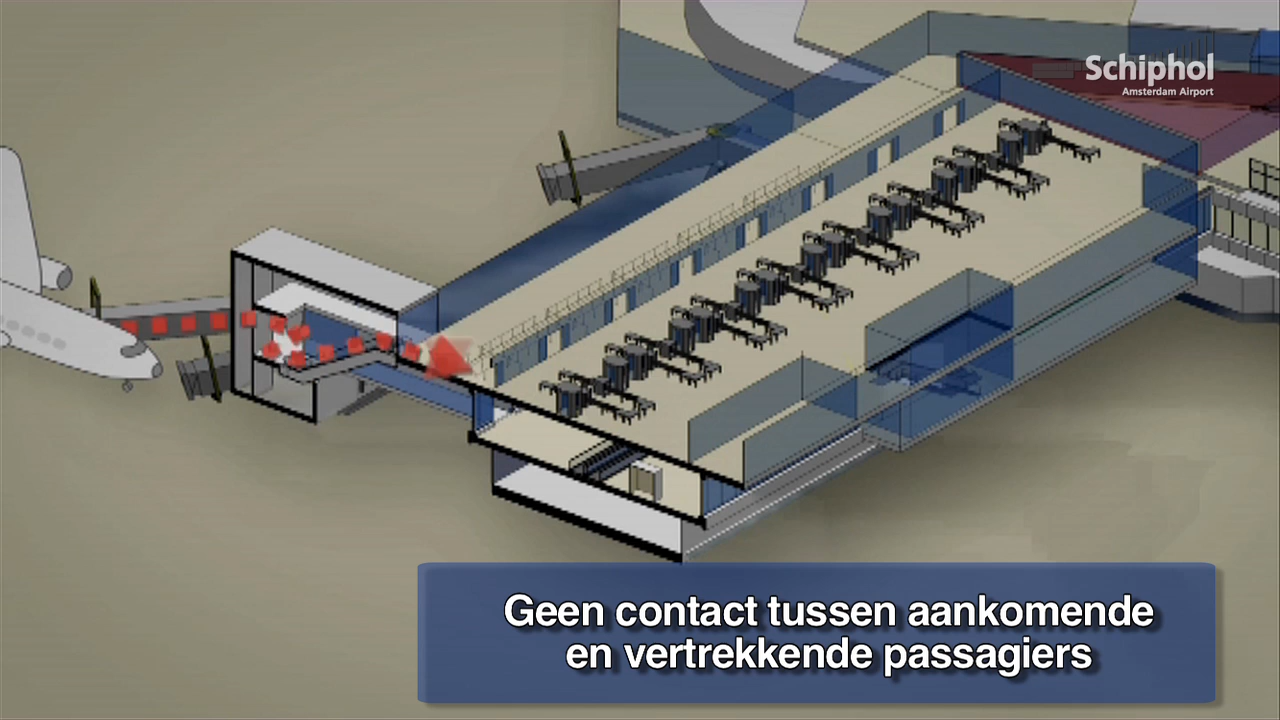 Schiphol
Amsterdam Airport
Geen contact tussen aankomende
en vertrekkende passagiers